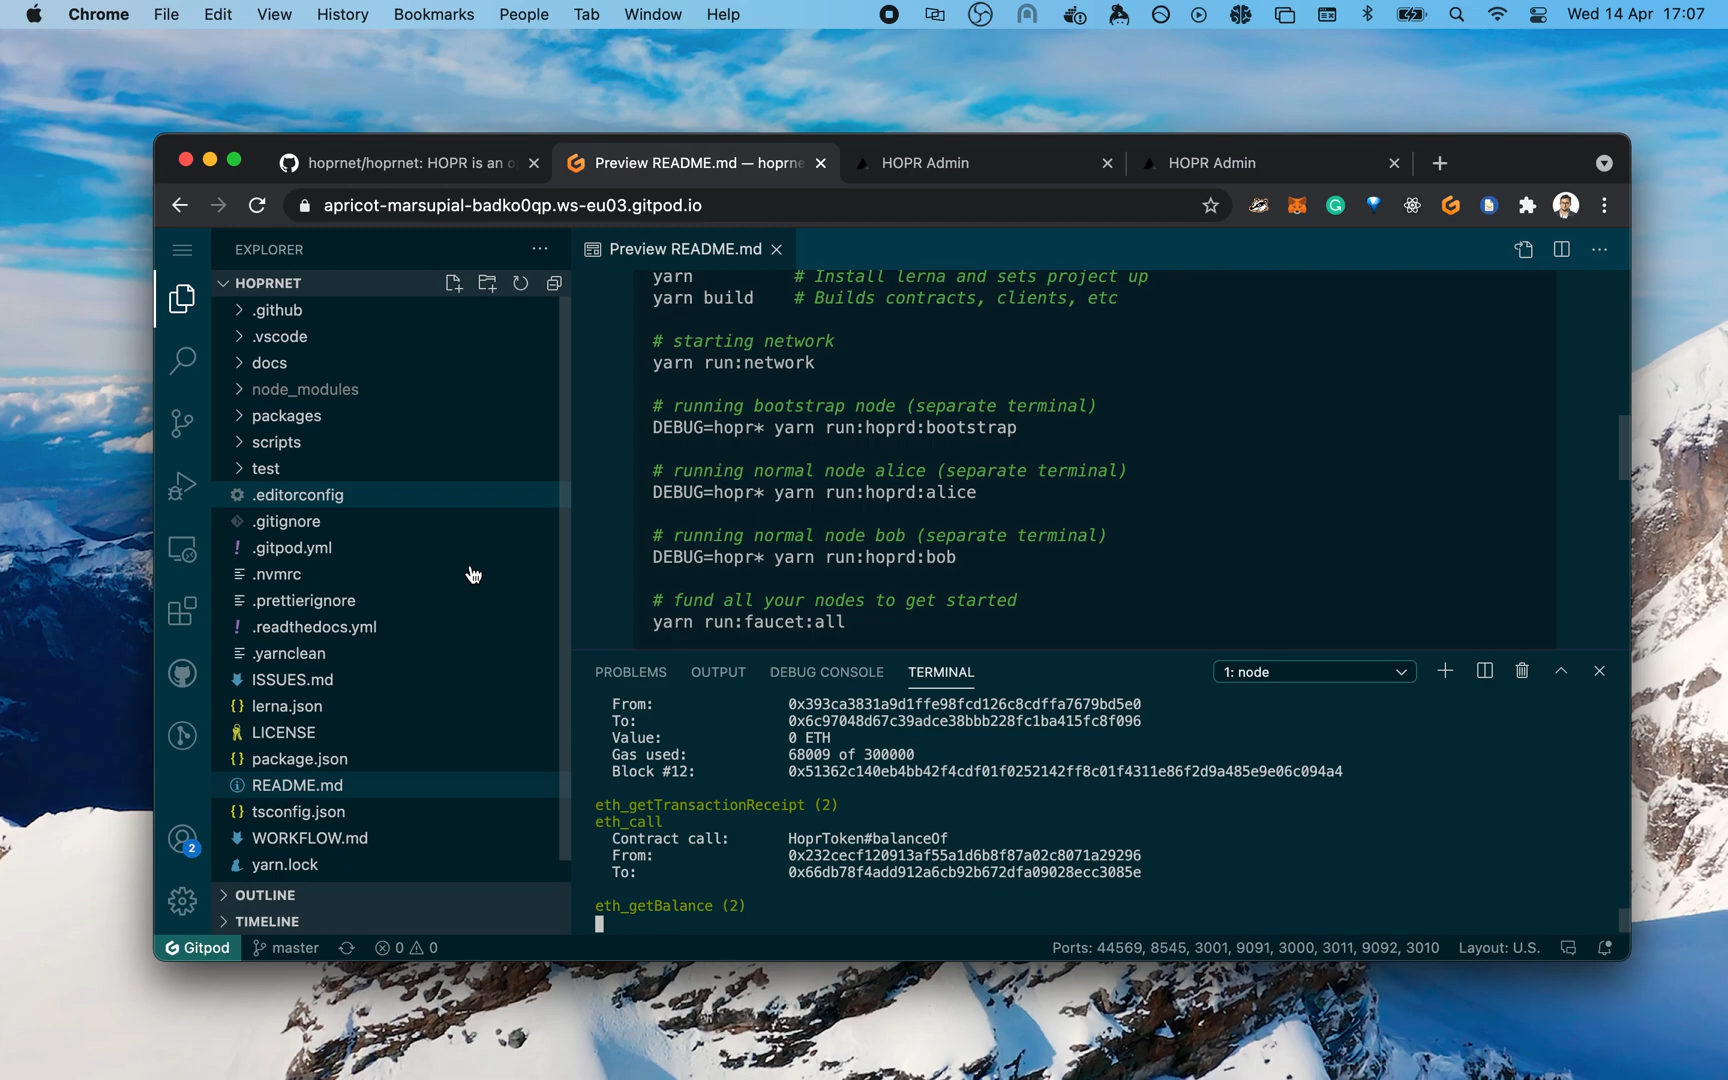 Chrome File Edit View History Bookmarks People Tab Window Help Wed 14 Apr 17:07
hoprnet/hoprnet: HOPR is an o Preview README.md — hoprne HOPR Admin HOPR Admin
apricot-marsupial-badko0qp.ws-eu03.gitpod.io
EXPLORER
Preview README.md
HOPRNET
.github
.vscode
docs
node_modules
packages
scripts
test
.editorconfig
.gitignore
.gitpod.yml
.nvmrc
.prettierignore
.readthedocs.yml
.yarnclean
ISSUES.md
lerna.json
LICENSE
package.json
README.md
tsconfig.json
WORKFLOW.md
yarn.lock
OUTLINE
TIMELINE
2
yarn # Install lerna and sets project up
yarn build # Builds contracts, clients, etc
# starting network
yarn run:network
# running bootstrap node (separate terminal)
DEBUG=hopr* yarn run:hoprd:bootstrap
# running normal node alice (separate terminal)
DEBUG=hopr* yarn run:hoprd:alice
# running normal node bob (separate terminal)
DEBUG=hopr* yarn run:hoprd:bob
# fund all your nodes to get started
yarn run:faucet:all
PROBLEMS OUTPUT DEBUG CONSOLE TERMINAL 1: node
From: 0x393ca3831a9d1ffe98fcd126c8cdffa7679bd5e0
To: 0x6c97048d67c39adce38bbb228fc1ba415fc8f096
Value: 0 ETH
Gas used: 68009 of 300000
Block #12: 0x51362c140eb4bb42f4cdf01f0252142ff8c01f4311e86f2d9a485e9e06c094a4
eth_getTransactionReceipt (2)
eth_call
Contract call: HoprToken#balanceOf
From: 0x232cecf120913af55a1d6b8f87a02c8071a29296
To: 0x66db78f4add912a6cb92b672dfa09028ecc3085e
eth_getBalance (2)
Gitpod master 0 0 Ports: 44569, 8545, 3001, 9091, 3000, 3011, 9092, 3010 Layout: U.S.